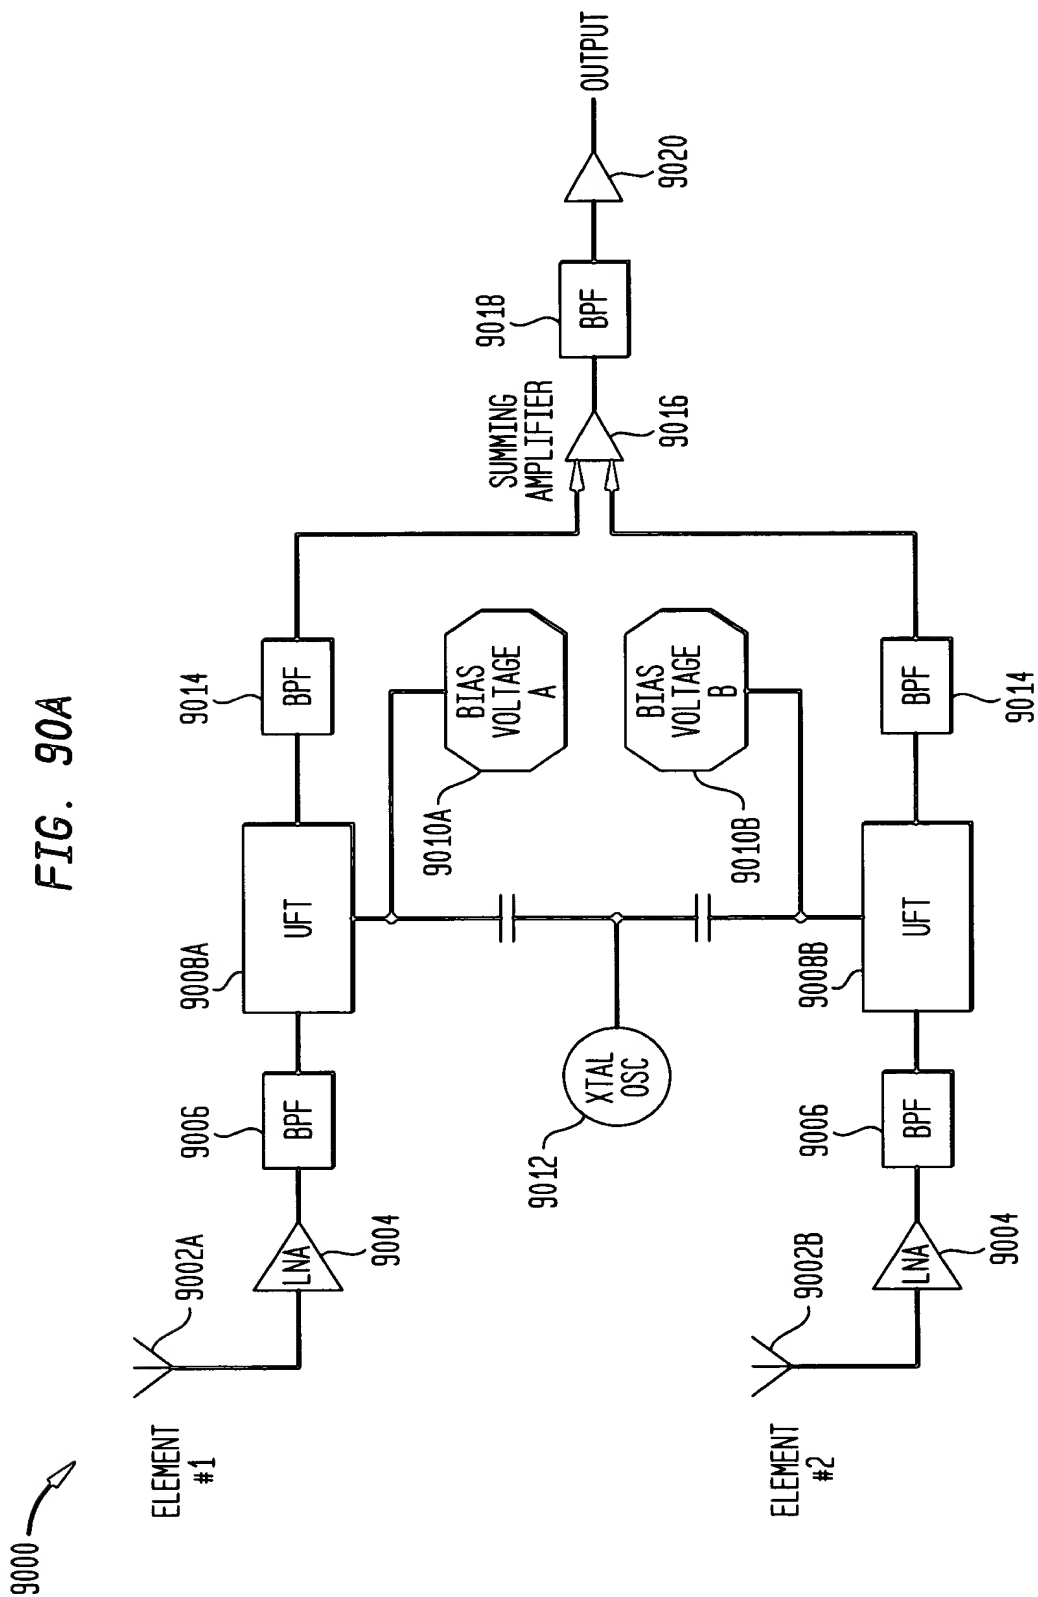 FIG. 90A
9000
ELEMENT
#1
9002A
LNA
9004
9006
BPF
9008A
UFT
9014
BPF
9010A
BIAS
VOLTAGE
A
9012
XTAL
OSC
9010B
BIAS
VOLTAGE
B
SUMMING
AMPLIFIER
9016
9018
BPF
9020
OUTPUT
ELEMENT
#2
9002B
LNA
9004
9006
BPF
9008B
UFT
BPF
9014